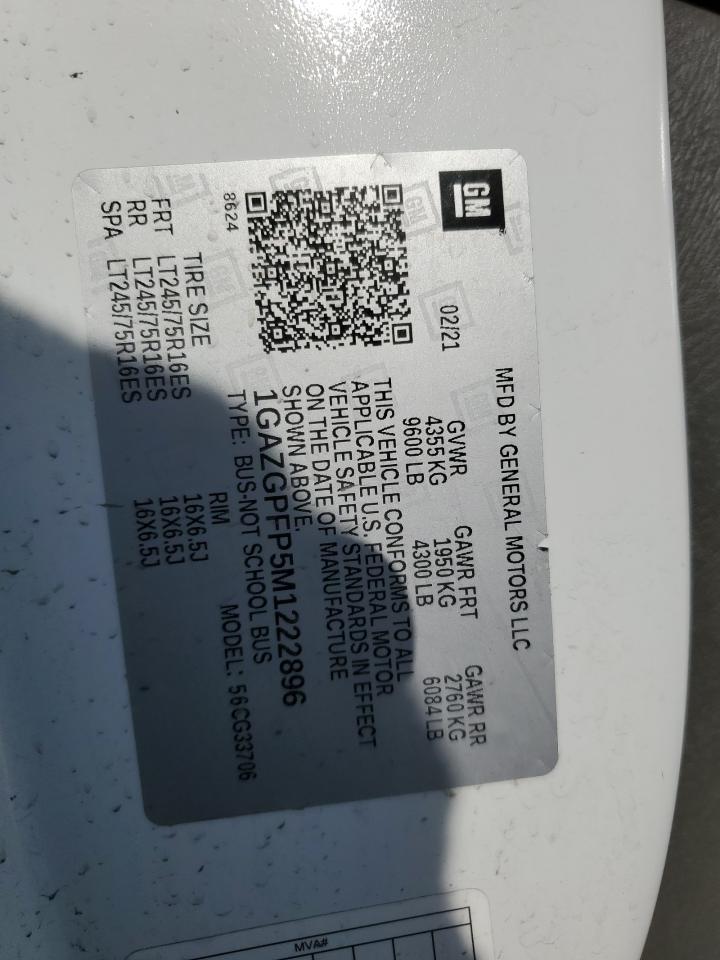 GM
MFD BY GENERAL MOTORS LLC
02/21
GVWR GAWR FRT GAWR RR
4355 KG 1950 KG 2760 KG
9600 LB 4300 LB 6084 LB
THIS VEHICLE CONFORMS TO ALL
APPLICABLE U.S. FEDERAL MOTOR
VEHICLE SAFETY STANDARDS IN EFFECT
ON THE DATE OF MANUFACTURE
SHOWN ABOVE.
1GAZGPFP5M1222896
TYPE: BUS-NOT SCHOOL BUS
8624
MODEL: 56CG33706
TIRE SIZE RIM
FRT LT245/75R16ES 16X6.5J
RR LT245/75R16ES 16X6.5J
SPA LT245/75R16ES 16X6.5J
MVA#